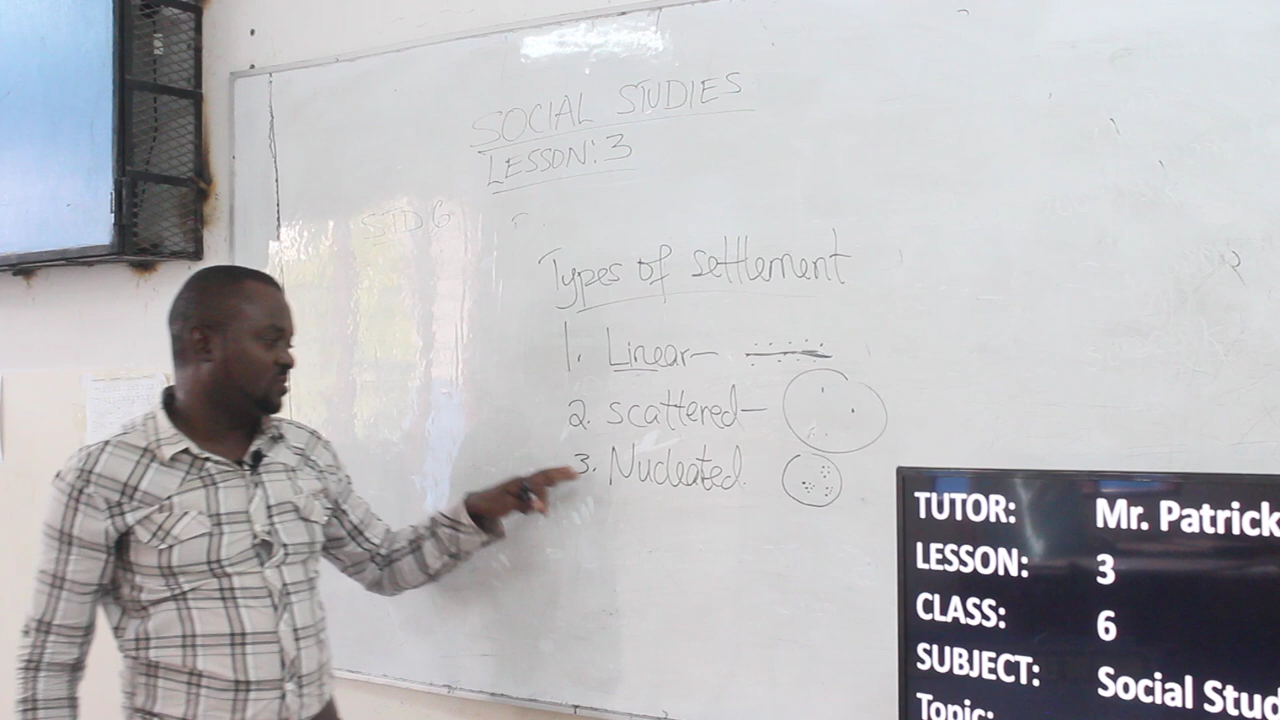 SOCIAL STUDIES
LESSON: 3
STD 6
Types of settlement
1. Linear–
2. scattered–
3. Nucleated.
TUTOR: Mr. Patrick
LESSON: 3
CLASS: 6
SUBJECT: Social Stud
Topic: